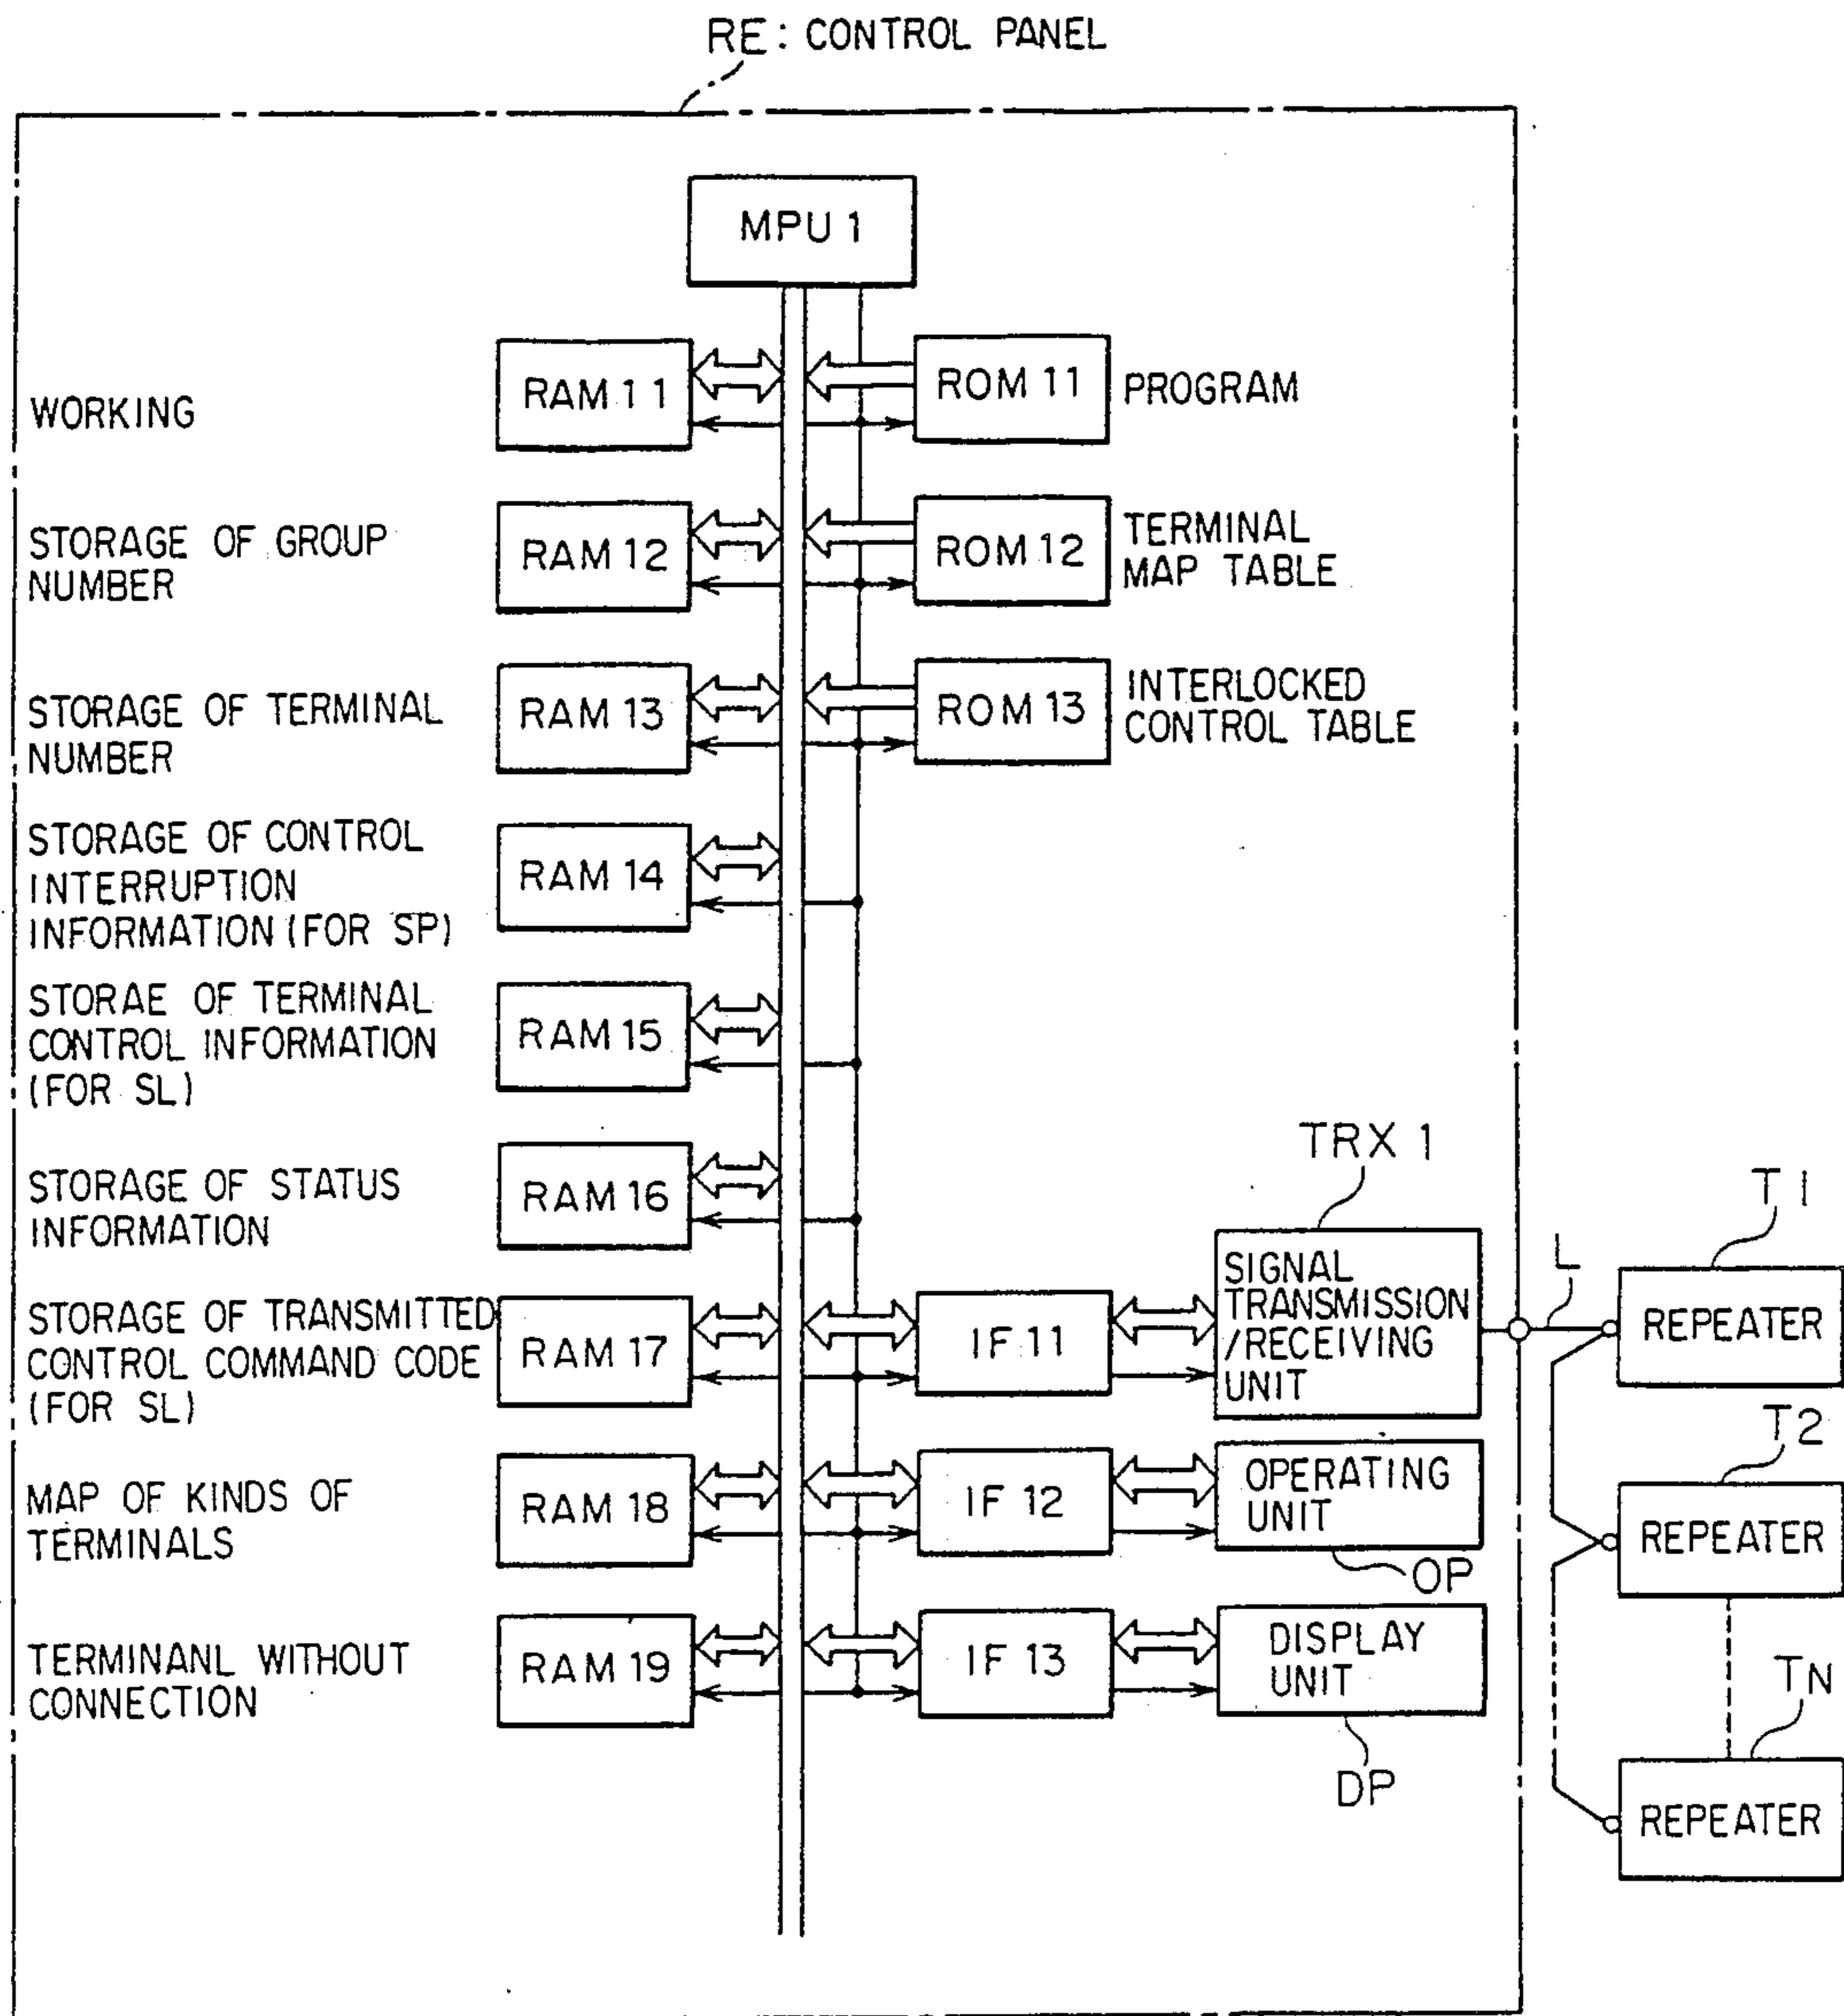 RE: CONTROL PANEL
MPU 1
WORKING
RAM 11
ROM 11
PROGRAM
STORAGE OF GROUP
NUMBER
RAM 12
ROM 12
TERMINAL
MAP TABLE
STORAGE OF TERMINAL
NUMBER
RAM 13
ROM 13
INTERLOCKED
CONTROL TABLE
STORAGE OF CONTROL
INTERRUPTION
INFORMATION (FOR SP)
RAM 14
STORAE OF TERMINAL
CONTROL INFORMATION
(FOR SL)
RAM 15
STORAGE OF STATUS
INFORMATION
RAM 16
TRX 1
T1
L
STORAGE OF TRANSMITTED
CONTROL COMMAND CODE
(FOR SL)
RAM 17
IF 11
SIGNAL
TRANSMISSION
/RECEIVING
UNIT
REPEATER
T2
MAP OF KINDS OF
TERMINALS
RAM 18
IF 12
OPERATING
UNIT
OP
REPEATER
TERMINANL WITHOUT
CONNECTION
RAM 19
IF 13
DISPLAY
UNIT
DP
TN
REPEATER